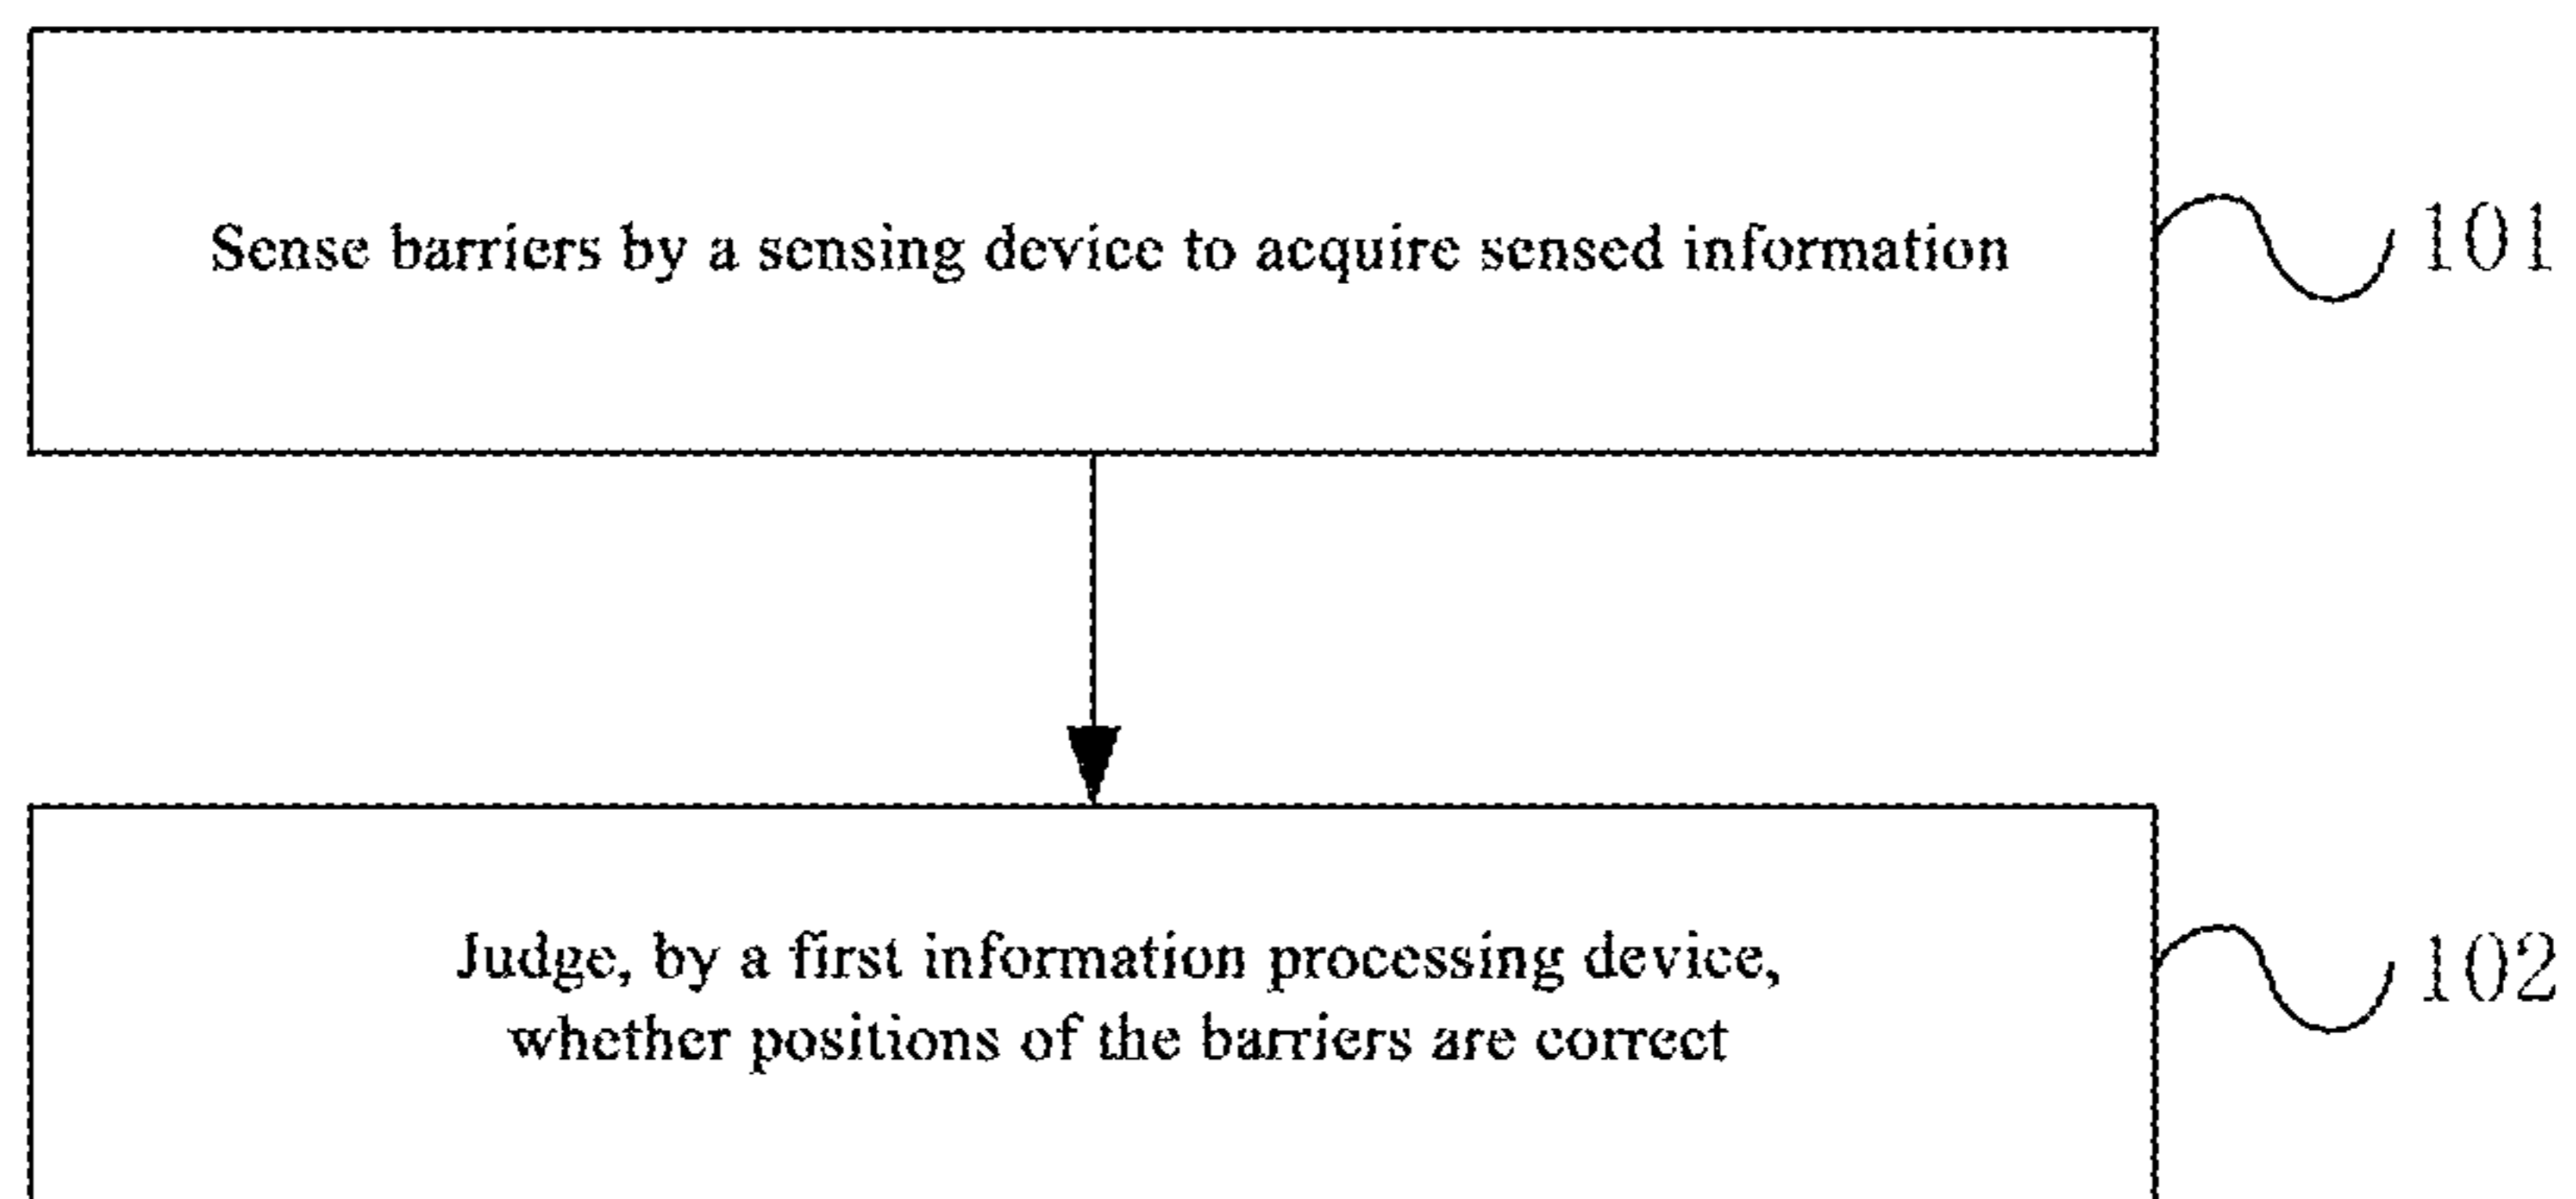 Sense barriers by a sensing device to acquire sensed information
101
Judge, by a first information processing device,
whether positions of the barriers are correct
102